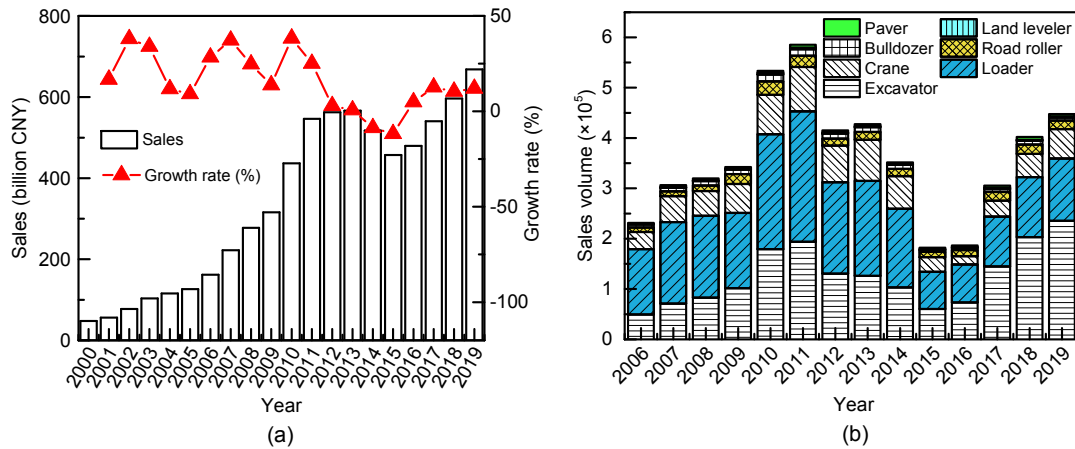 800
600
400
200
0
Sales (billion CNY)
50
0
-50
-100
Growth rate (%)
Sales
Growth rate (%)
2000 2001 2002 2003 2004 2005 2006 2007 2008 2009 2010 2011 2012 2013 2014 2015 2016 2017 2018 2019
Year
(a)
6
5
4
3
2
1
0
Sales volume (×10⁵)
Paver
Land leveler
Bulldozer
Road roller
Crane
Loader
Excavator
2006 2007 2008 2009 2010 2011 2012 2013 2014 2015 2016 2017 2018 2019
Year
(b)